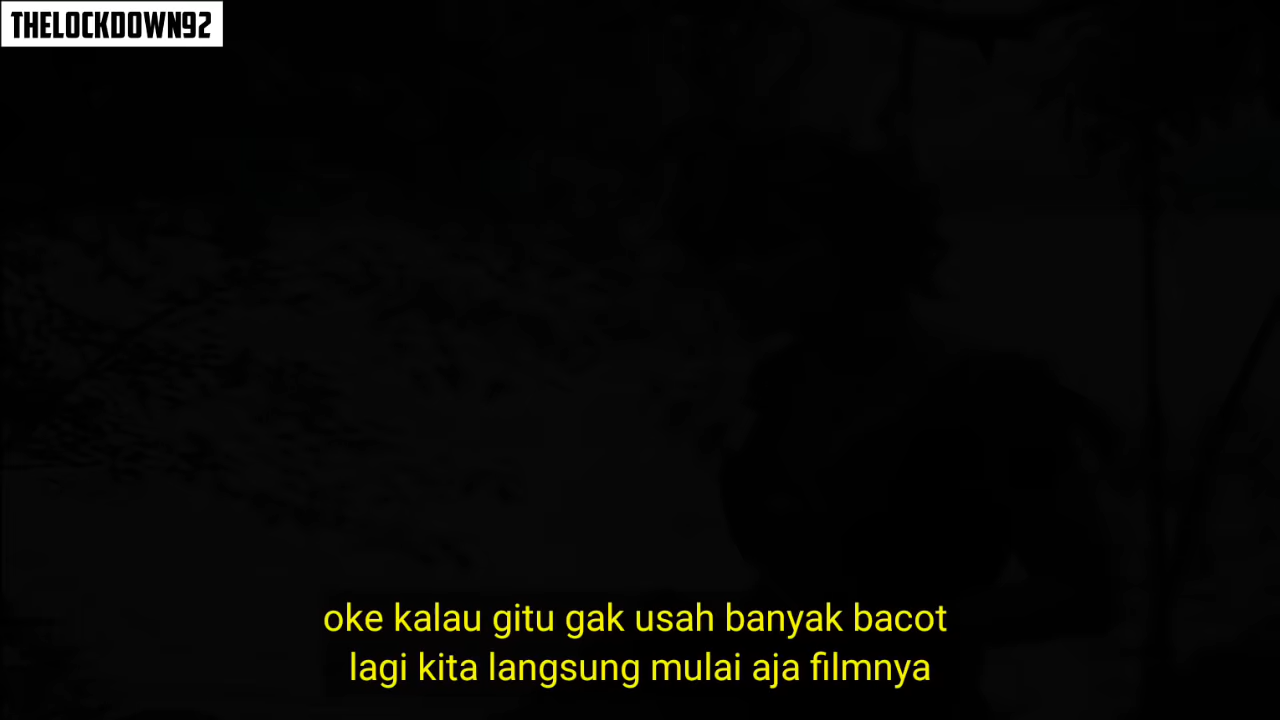 THELOCKDOWN92
oke kalau gitu gak usah banyak bacot
lagi kita langsung mulai aja filmnya